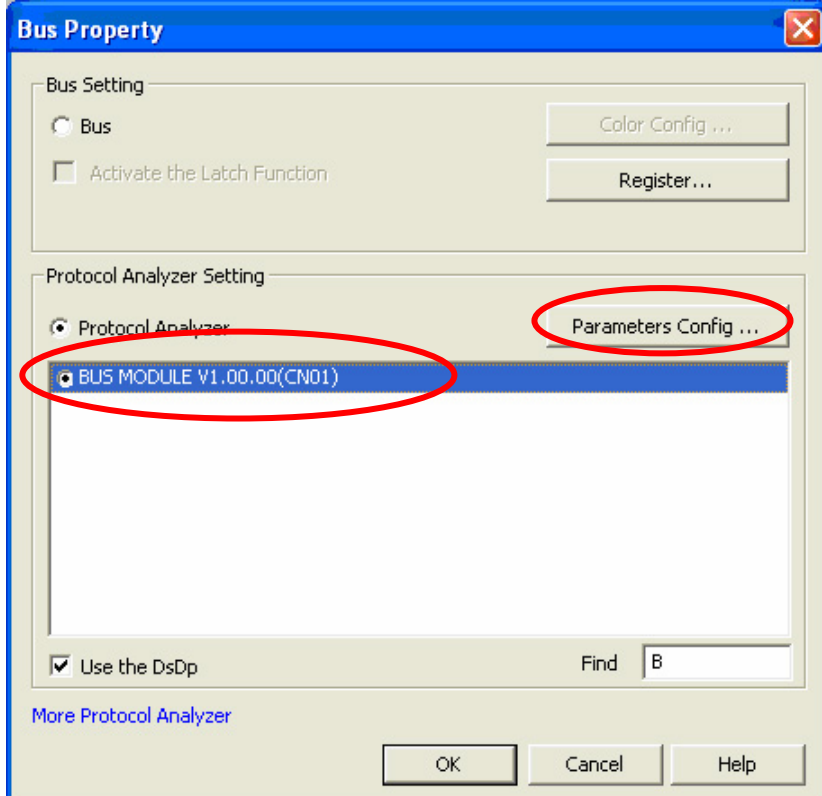 Bus Property
Bus Setting
Bus
Color Config ...
Activate the Latch Function
Register...
Protocol Analyzer Setting
Protocol Analyzer
Parameters Config ...
BUS MODULE V1.00.00(CN01)
Use the DsDp
Find
B
More Protocol Analyzer
OK
Cancel
Help